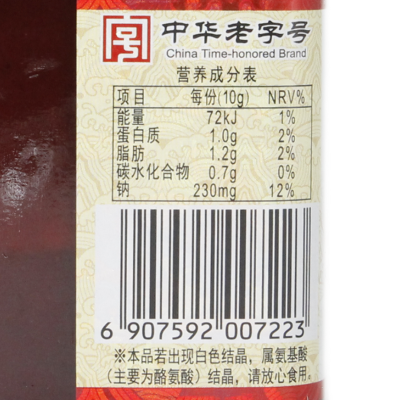 中华老字号
China Time-honored Brand
营养成分表
项目 每份(10g) NRV%
能量 72kJ 1%
蛋白质 1.0g 2%
脂肪 1.2g 2%
碳水化合物 0.7g 0%
钠 230mg 12%
6 907592 007223
※本品若出现白色结晶，属氨基酸
（主要为酪氨酸）结晶，请放心食用。